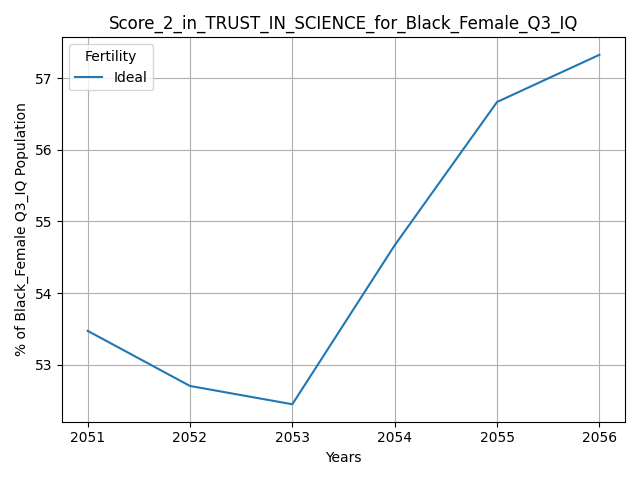 Score_2_in_TRUST_IN_SCIENCE_for_Black_Female_Q3_IQ
Fertility
Ideal
% of Black_Female Q3_IQ Population
57
56
55
54
53
2051 2052 2053 2054 2055 2056
Years